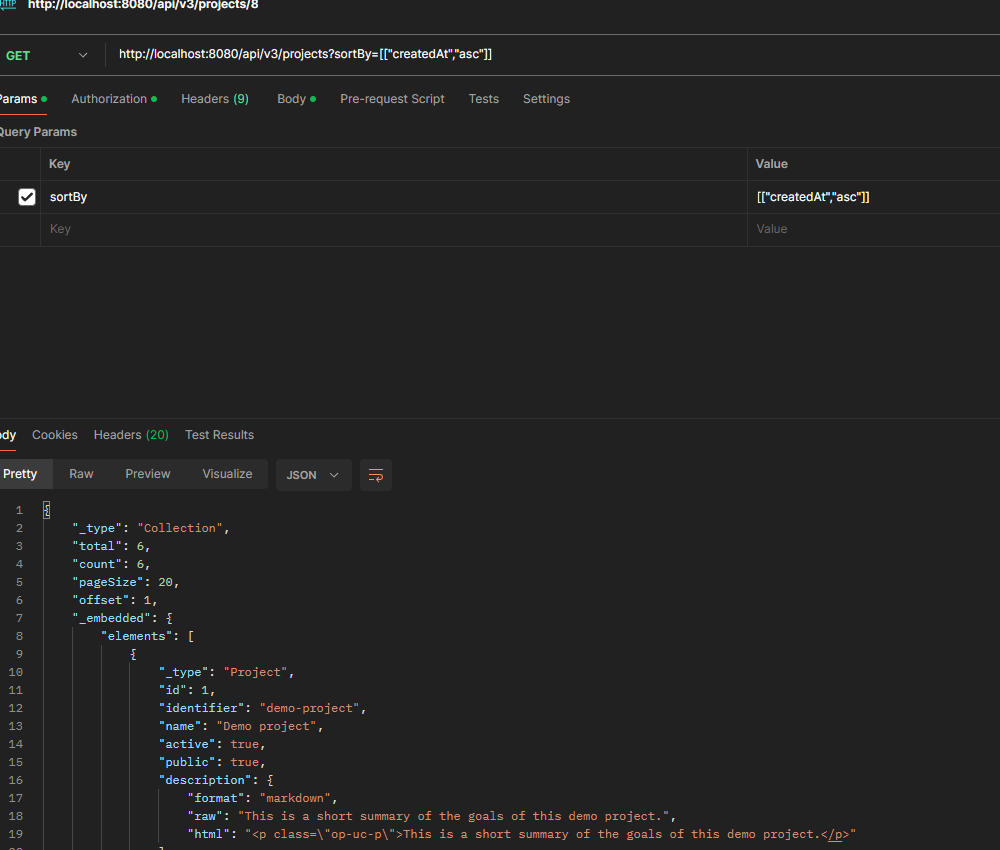 HTTP http://localhost:8080/api/v3/projects/8
GET http://localhost:8080/api/v3/projects?sortBy=[["createdAt","asc"]]
Params Authorization Headers (9) Body Pre-request Script Tests Settings
Query Params
Key Value
sortBy [["createdAt","asc"]]
Key Value
ody Cookies Headers (20) Test Results
Pretty Raw Preview Visualize JSON
1 {
2 "_type": "Collection",
3 "total": 6,
4 "count": 6,
5 "pageSize": 20,
6 "offset": 1,
7 "_embedded": {
8 "elements": [
9 {
10 "_type": "Project",
11 "id": 1,
12 "identifier": "demo-project",
13 "name": "Demo project",
14 "active": true,
15 "public": true,
16 "description": {
17 "format": "markdown",
18 "raw": "This is a short summary of the goals of this demo project.",
19 "html": "<p class=\"op-uc-p\">This is a short summary of the goals of this demo project.</p>"